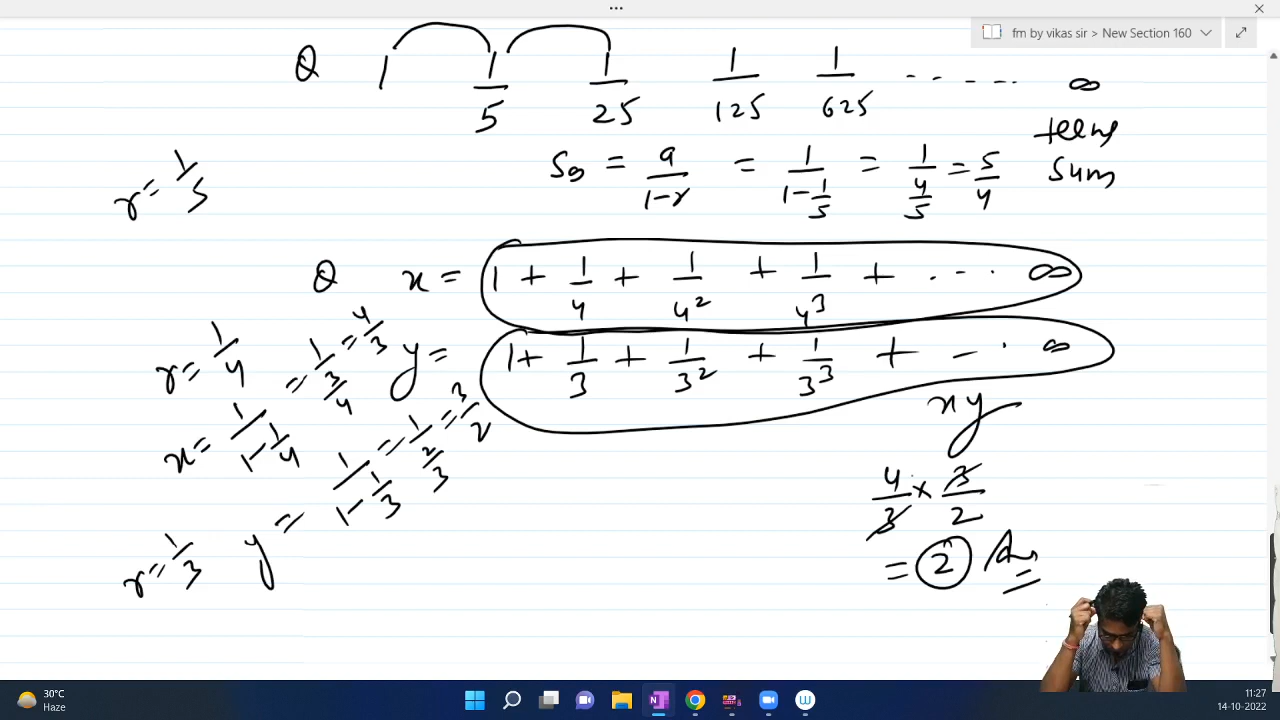 fm by vikas sir > New Section 160
Q 1 1/5 1/25 1/125 1/625 ....... ∞
terms
sum
r = 1/5
S∞ = a/(1-r) = 1/(1-1/5) = 1/(4/5) = 5/4
Q x = 1 + 1/4 + 1/4² + 1/4³ + .... ∞
y = 1 + 1/3 + 1/3² + 1/3³ + -- . ∞
r = 1/4
x = 1/(1-1/4) = 1/(3/4) = 4/3
r = 1/3
y = 1/(1-1/3) = 1/(2/3) = 3/2
xy
4/3 × 3/2
= 2 Ans
30°C
Haze
11:27
14-10-2022